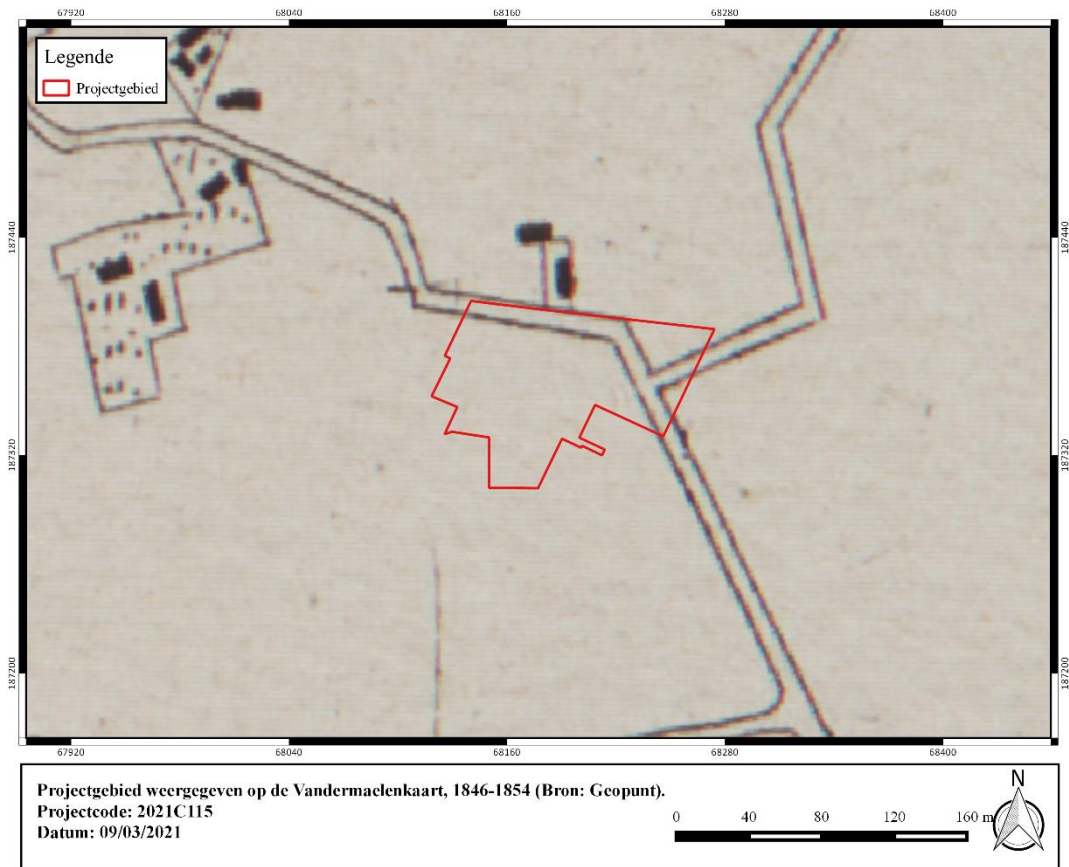 67920 68040 68160 68280 68400
Legende
Projectgebied
187440 187440
187320 187320
187200 187200
67920 68040 68160 68280 68400
Projectgebied weergegeven op de Vandermaelenkaart, 1846-1854 (Bron: Geopunt).
Projectcode: 2021C115
Datum: 09/03/2021
0 40 80 120 160 m
N